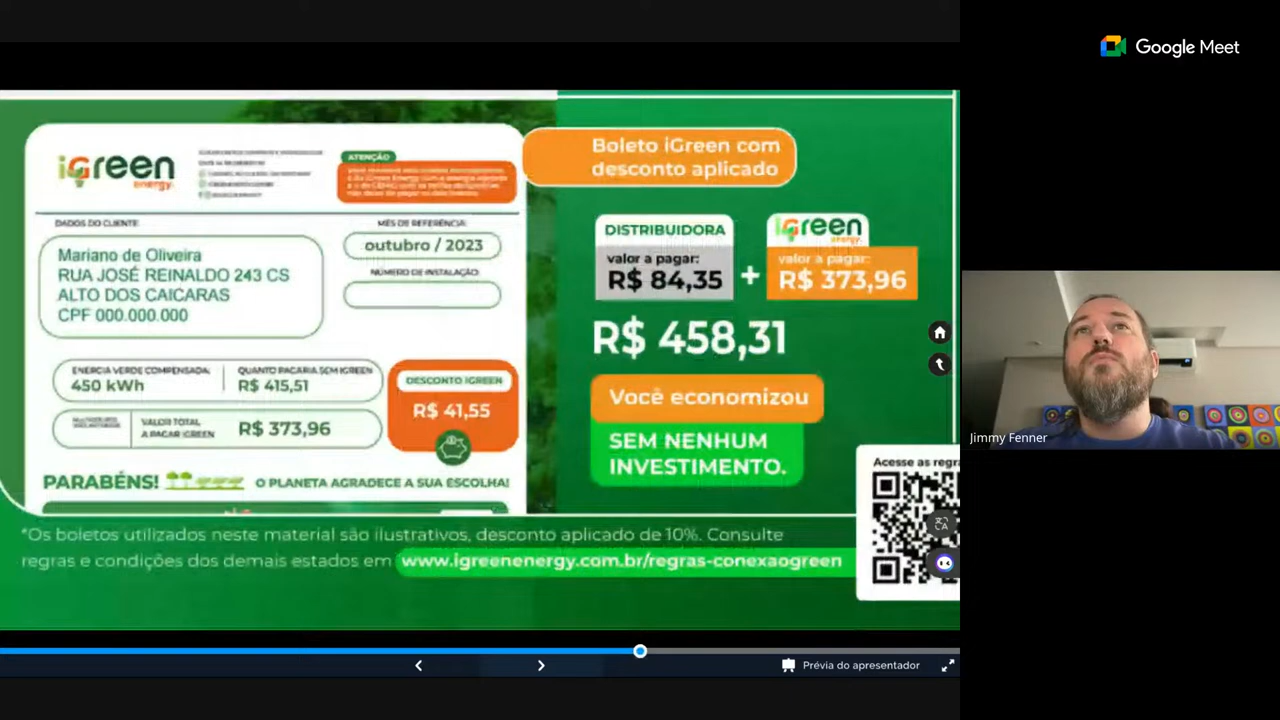 Google Meet
iGreen
energy.
ATENÇÃO
DADOS DO CLIENTE
Mariano de Oliveira
RUA JOSÉ REINALDO 243 CS
ALTO DOS CAICARAS
CPF 000.000.000
MÊS DE REFERÊNCIA:
outubro / 2023
NÚMERO DE INSTALAÇÃO
ENERGIA VERDE COMPENSADA:
450 kWh
QUANTO PAGARIA SEM IGREEN
R$ 415,51
VALOR TOTAL
A PAGAR IGREEN
R$ 373,96
DESCONTO IGREEN
R$ 41,55
PARABÉNS!
O PLANETA AGRADECE A SUA ESCOLHA!
Boleto iGreen com
desconto aplicado
DISTRIBUIDORA
valor a pagar:
R$ 84,35
+
iGreen
energy.
valor a pagar:
R$ 373,96
R$ 458,31
Você economizou
SEM NENHUM
INVESTIMENTO.
Acesse as regra
*Os boletos utilizados neste material são ilustrativos, desconto aplicado de 10%. Consulte
regras e condições dos demais estados em www.igreenenergy.com.br/regras-conexaogreen
Prévia do apresentador
Jimmy Fenner